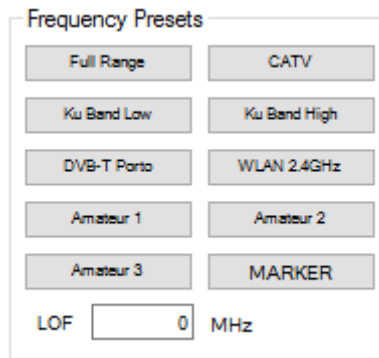 Frequency Presets
Full Range CATV
Ku Band Low Ku Band High
DVB-T Porto WLAN 2.4GHz
Amateur 1 Amateur 2
Amateur 3 MARKER
LOF 0 MHz